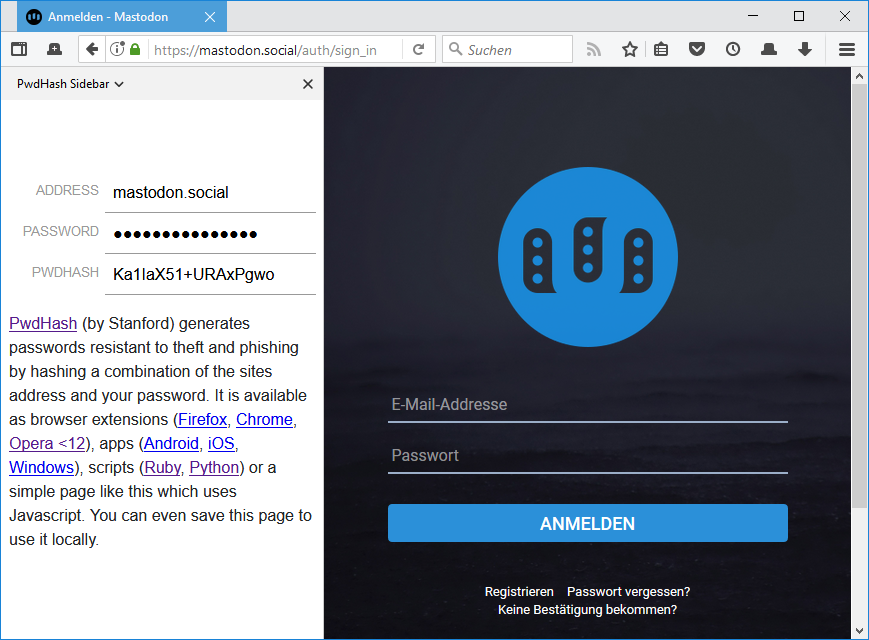 Anmelden - Mastodon
https://mastodon.social/auth/sign_in
Suchen
PwdHash Sidebar
ADDRESS mastodon.social
PASSWORD ●●●●●●●●●●●●●●●
PWDHASH Ka1IaX51+URAxPgwo
PwdHash (by Stanford) generates
passwords resistant to theft and phishing
by hashing a combination of the sites
address and your password. It is available
as browser extensions (Firefox, Chrome,
Opera <12), apps (Android, iOS,
Windows), scripts (Ruby, Python) or a
simple page like this which uses
Javascript. You can even save this page to
use it locally.
E-Mail-Addresse
Passwort
ANMELDEN
Registrieren Passwort vergessen?
Keine Bestätigung bekommen?